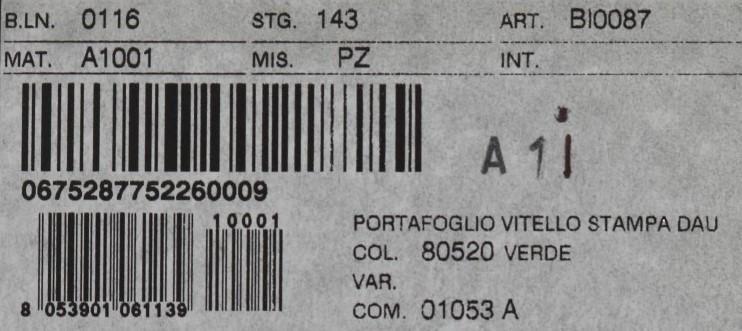 B.LN. 0116 STG. 143 ART. BI0087
MAT. A1001 MIS. PZ INT.
A 1 i
0675287752260009
10001
PORTAFOGLIO VITELLO STAMPA DAU
COL. 80520 VERDE
VAR.
COM. 01053 A
8 053901 061139